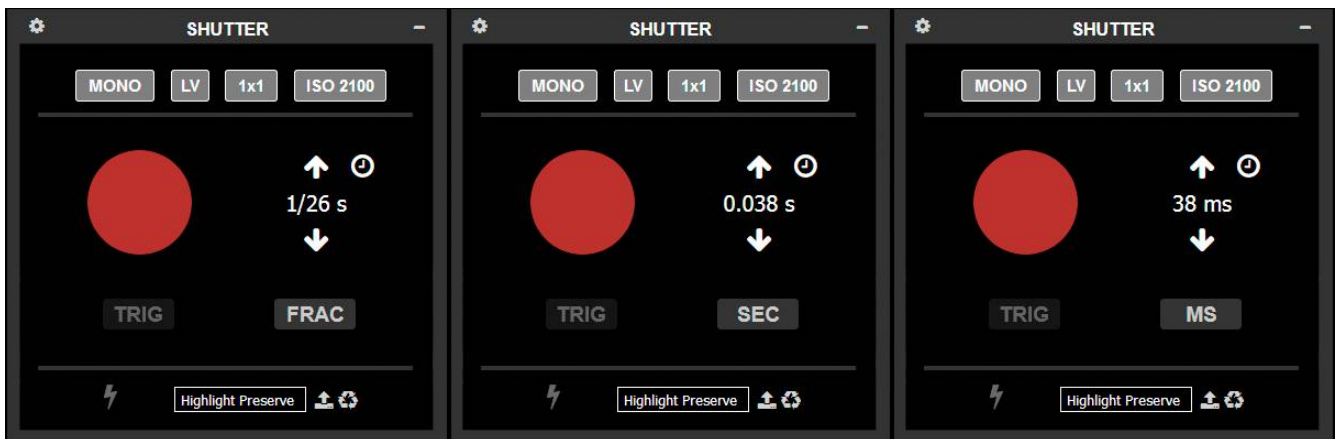 SHUTTER
MONO LV 1x1 ISO 2100
1/26 s
TRIG FRAC
Highlight Preserve
SHUTTER
MONO LV 1x1 ISO 2100
0.038 s
TRIG SEC
Highlight Preserve
SHUTTER
MONO LV 1x1 ISO 2100
38 ms
TRIG MS
Highlight Preserve